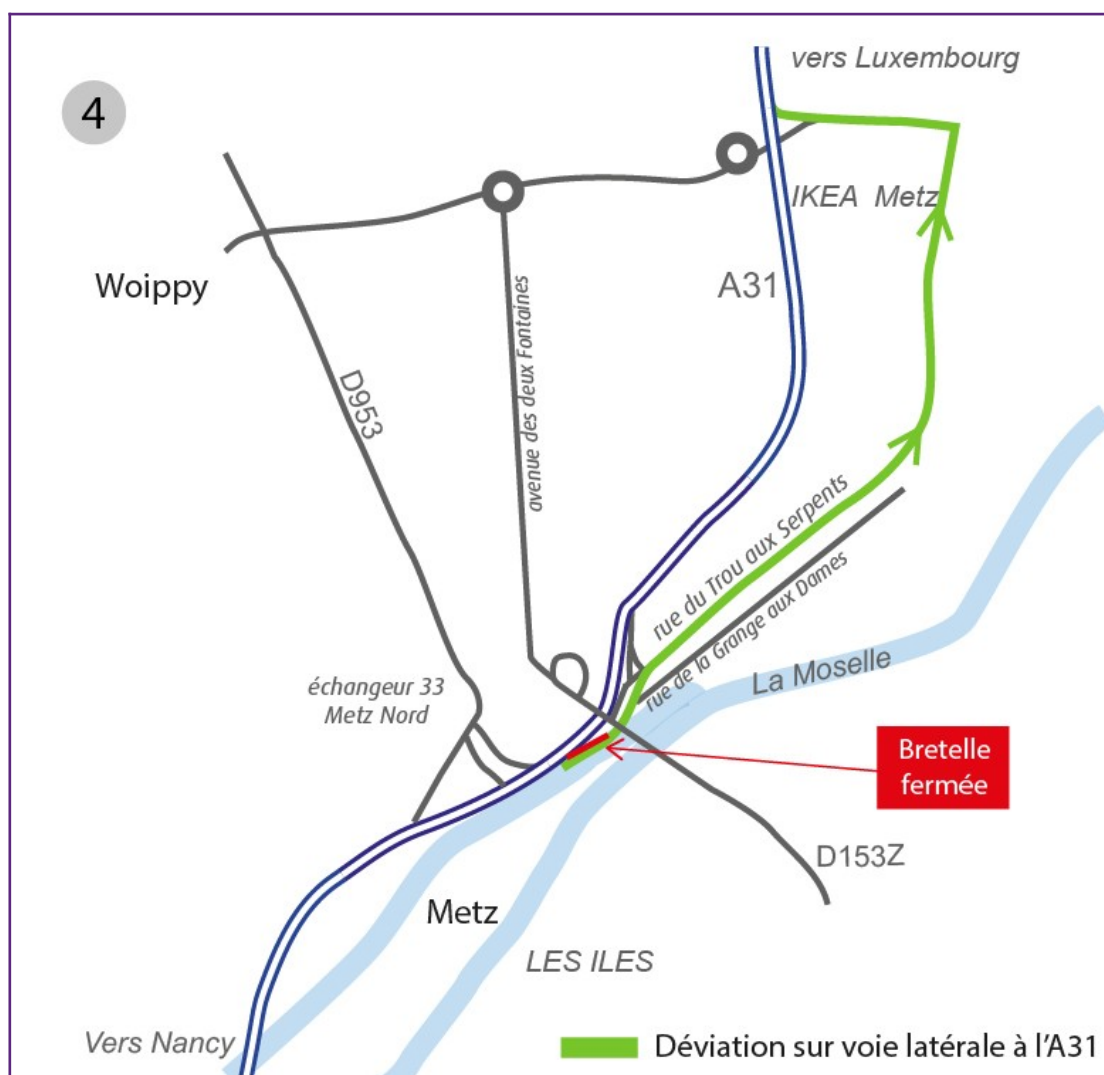 4
vers Luxembourg
IKEA Metz
Woippy
A31
D953
avenue des deux Fontaines
rue du Trou aux Serpents
rue de la Grange aux Dames
La Moselle
échangeur 33
Metz Nord
Bretelle
fermée
D153Z
Metz
LES ILES
Vers Nancy
Déviation sur voie latérale à l'A31